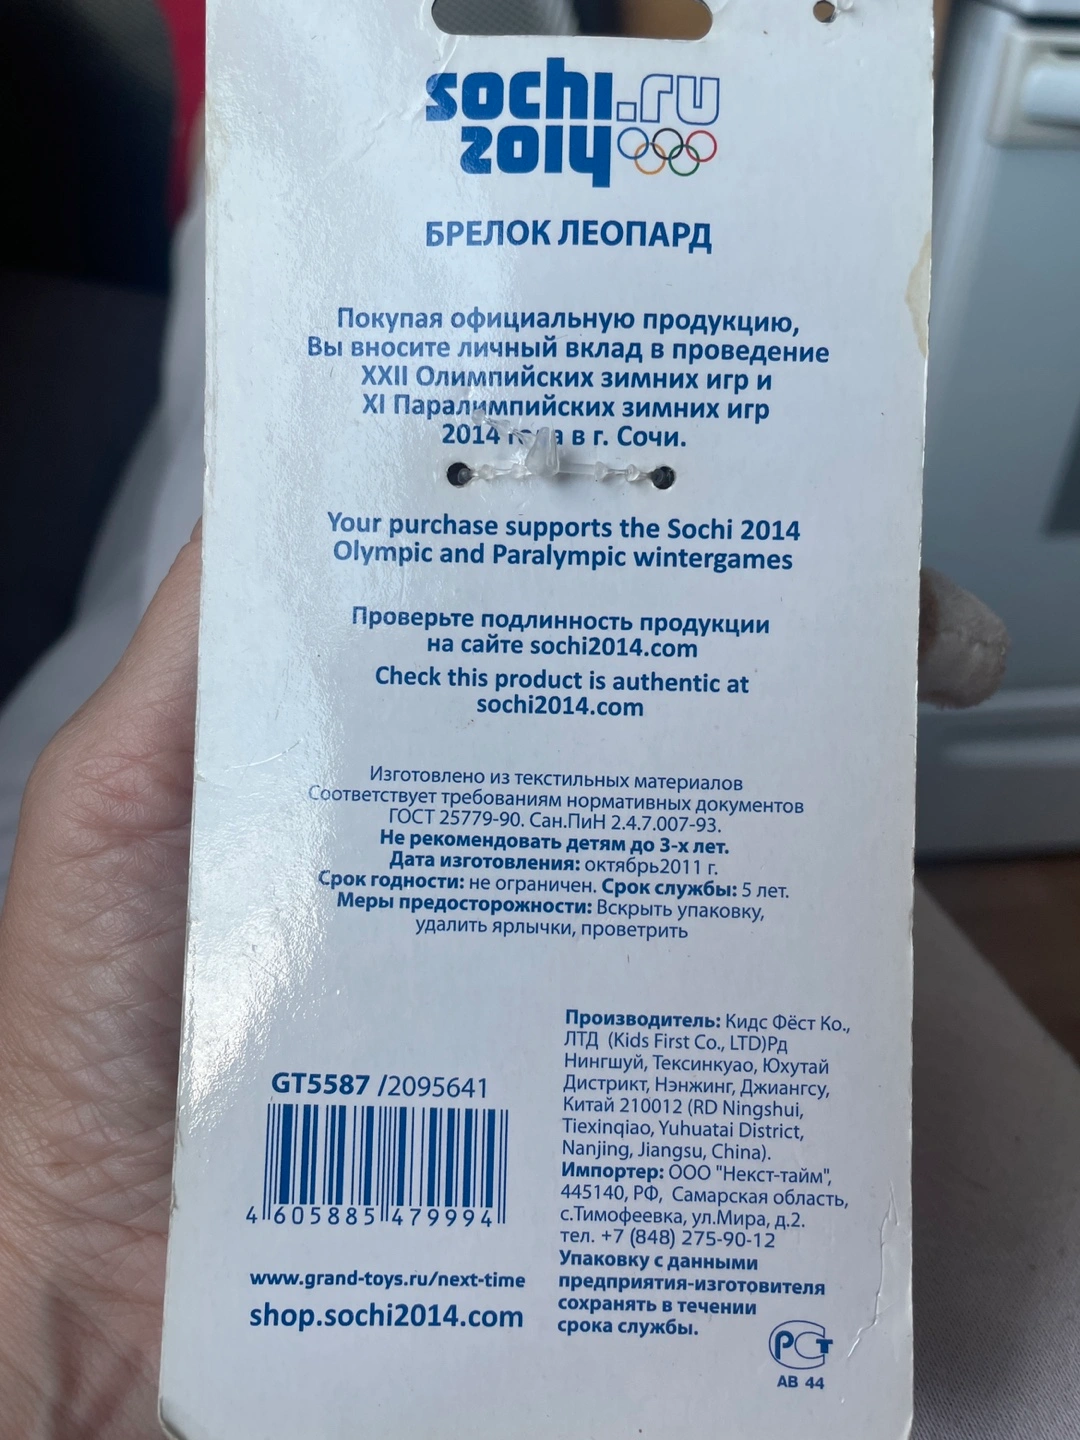 sochi.ru
2014
БРЕЛОК ЛЕОПАРД
Покупая официальную продукцию,
Вы вносите личный вклад в проведение
XXII Олимпийских зимних игр и
XI Паралимпийских зимних игр
2014 в г. Сочи.
Your purchase supports the Sochi 2014
Olympic and Paralympic wintergames
Проверьте подлинность продукции
на сайте sochi2014.com
Check this product is authentic at
sochi2014.com
Изготовлено из текстильных материалов
Соответствует требованиям нормативных документов
ГОСТ 25779-90. Сан.ПиН 2.4.7.007-93.
Не рекомендовать детям до 3-х лет.
Дата изготовления: октябрь2011 г.
Срок годности: не ограничен. Срок службы: 5 лет.
Меры предосторожности: Вскрыть упаковку,
удалить ярлычки, проветрить
GT5587 /2095641
4 605885 479994
www.grand-toys.ru/next-time
shop.sochi2014.com
Производитель: Кидс Фёст Ко.,
ЛТД (Kids First Co., LTD)Рд
Нингшуй, Тексинкуао, Юхутай
Дистрикт, Нэнжинг, Джиангсу,
Китай 210012 (RD Ningshui,
Tiexinqiao, Yuhuatai District,
Nanjing, Jiangsu, China).
Импортер: ООО "Некст-тайм",
445140, РФ, Самарская область,
с.Тимофеевка, ул.Мира, д.2.
тел. +7 (848) 275-90-12
Упаковку с данными
предприятия-изготовителя
сохранять в течении
срока службы.
РСТ
АВ 44